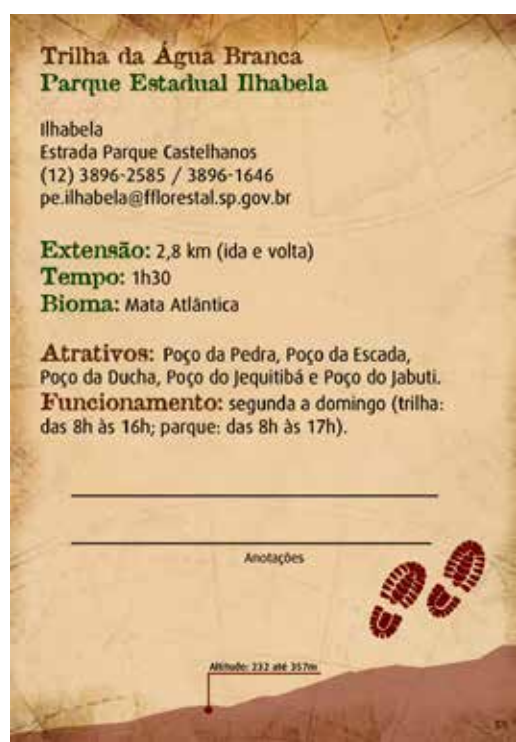 Trilha da Água Branca
Parque Estadual Ilhabela
Ilhabela
Estrada Parque Castelhanos
(12) 3896-2585 / 3896-1646
pe.ilhabela@fflorestal.sp.gov.br
Extensão: 2,8 km (ida e volta)
Tempo: 1h30
Bioma: Mata Atlântica
Atrativos: Poço da Pedra, Poço da Escada,
Poço da Ducha, Poço do Jequitibá e Poço do Jabuti.
Funcionamento: segunda a domingo (trilha:
das 8h às 16h; parque: das 8h às 17h).
Anotações
Altitude: 232 até 357m